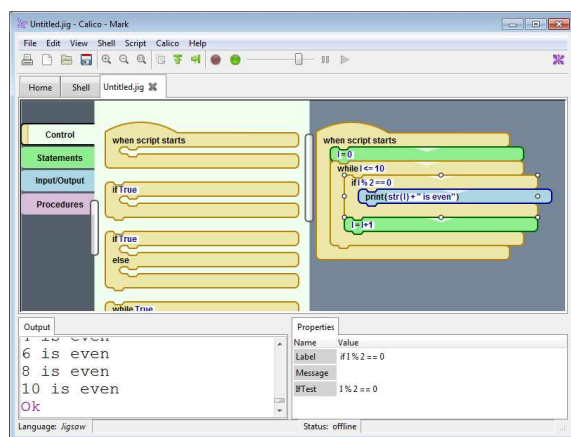 Untitled.jig - Calico - Mark
File Edit View Shell Script Calico Help
Home Shell Untitled.jig
Control
Statements
Input/Output
Procedures
when script starts
if True
if True
else
while True
when script starts
I = 0
while I <= 10
if I % 2 == 0
print(str(I) + " is even")
I = I+1
Output
is even
6 is even
8 is even
10 is even
Ok
Properties
Name Value
Label if I % 2 == 0
Message
IfTest I % 2 == 0
Language: Jigsaw
Status: offline